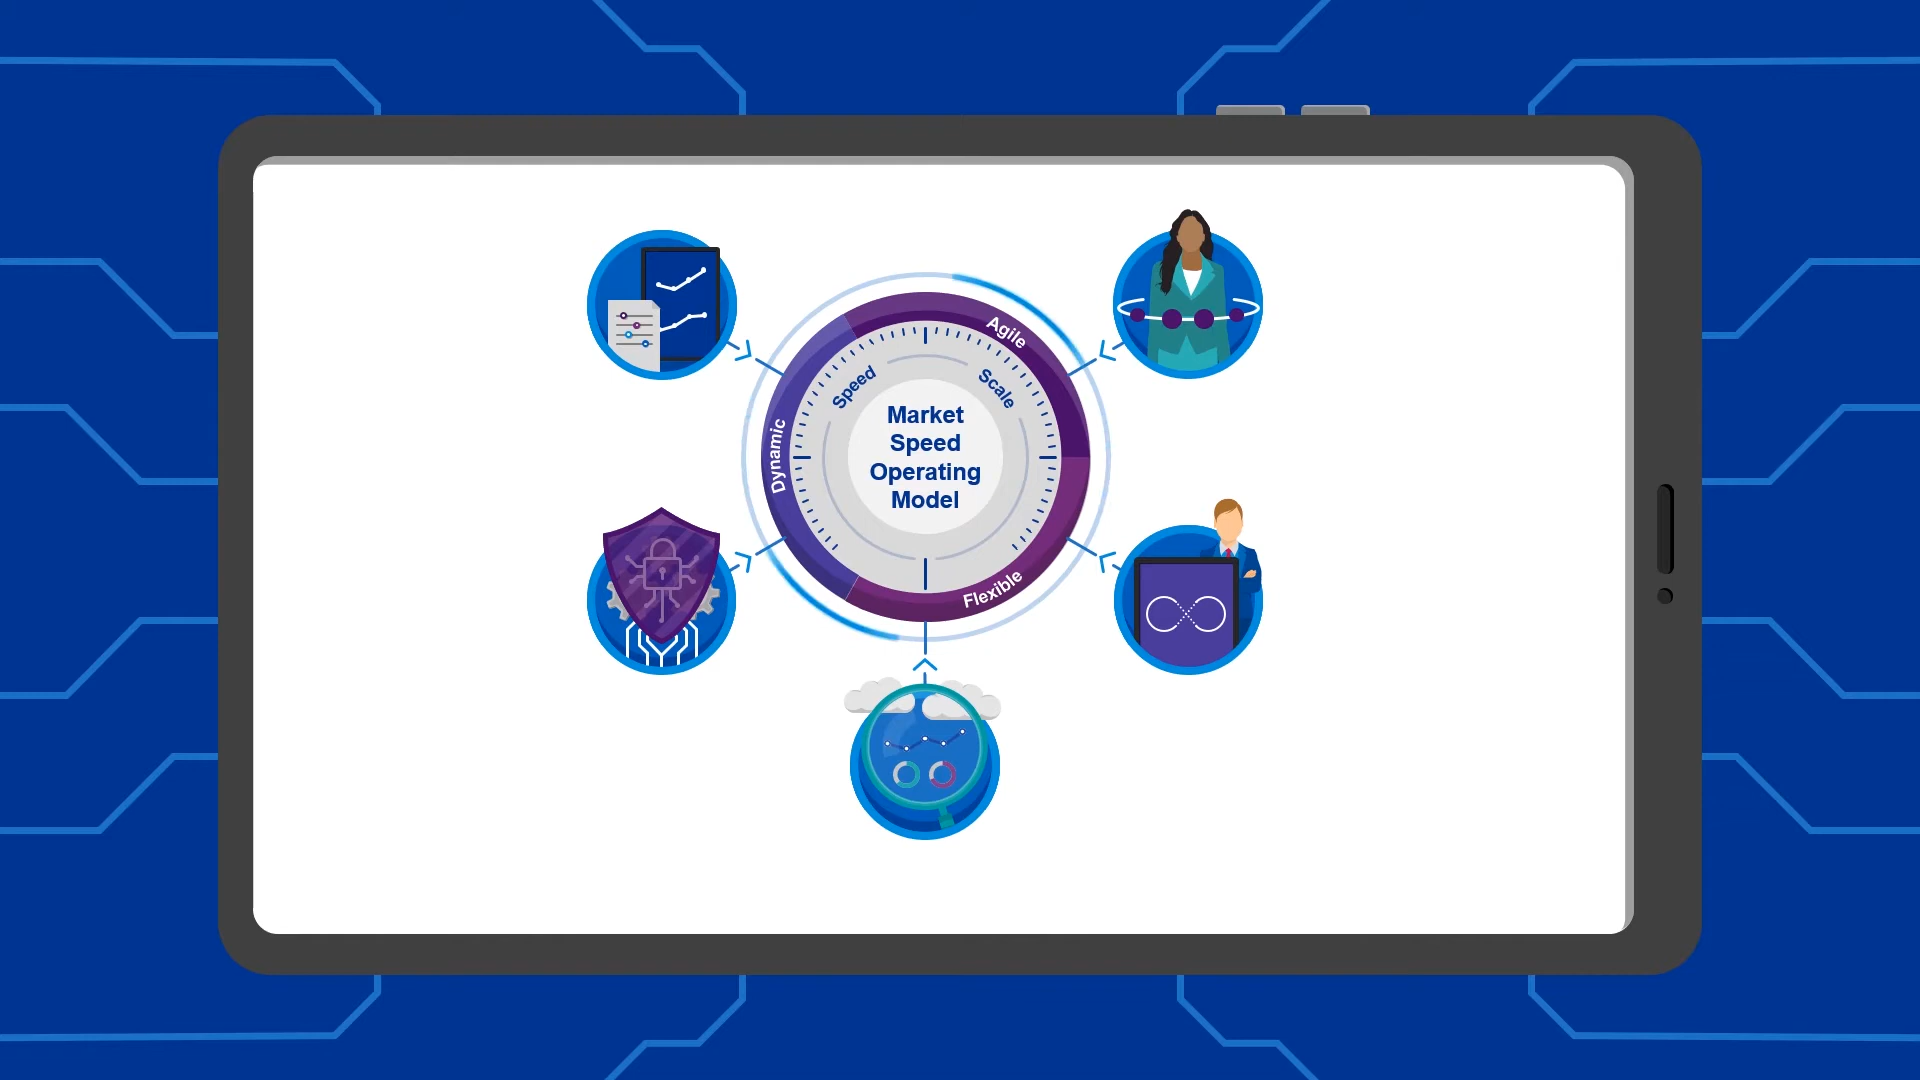 Agile
Speed
Scale
Dynamic
Market
Speed
Operating
Model
Flexible